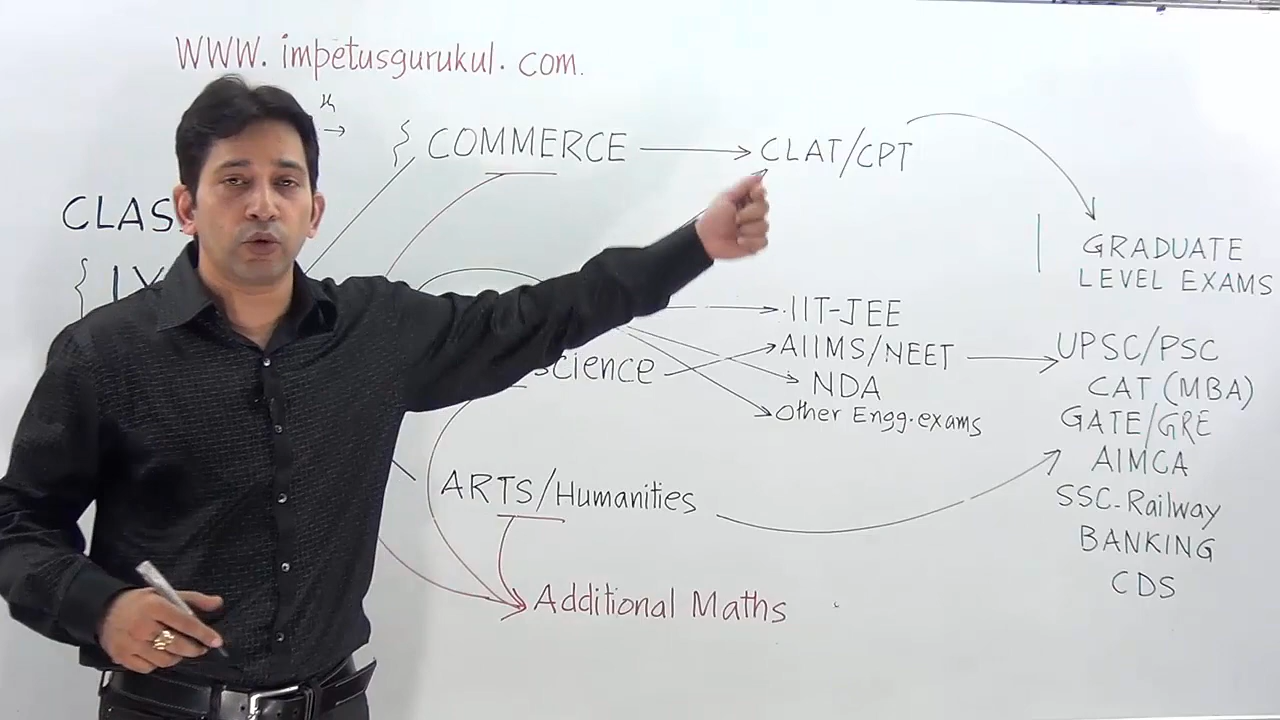 WWW. impetusgurukul. com.
COMMERCE → CLAT/CPT
CLAS
GRADUATE
LEVEL EXAMS
IIT-JEE
AIIMS/NEET
UPSC/PSC
science
NDA
CAT (MBA)
Other Engg. exams
GATE/GRE
AIMCA
ARTS/Humanities
SSC-Railway
BANKING
CDS
Additional Maths